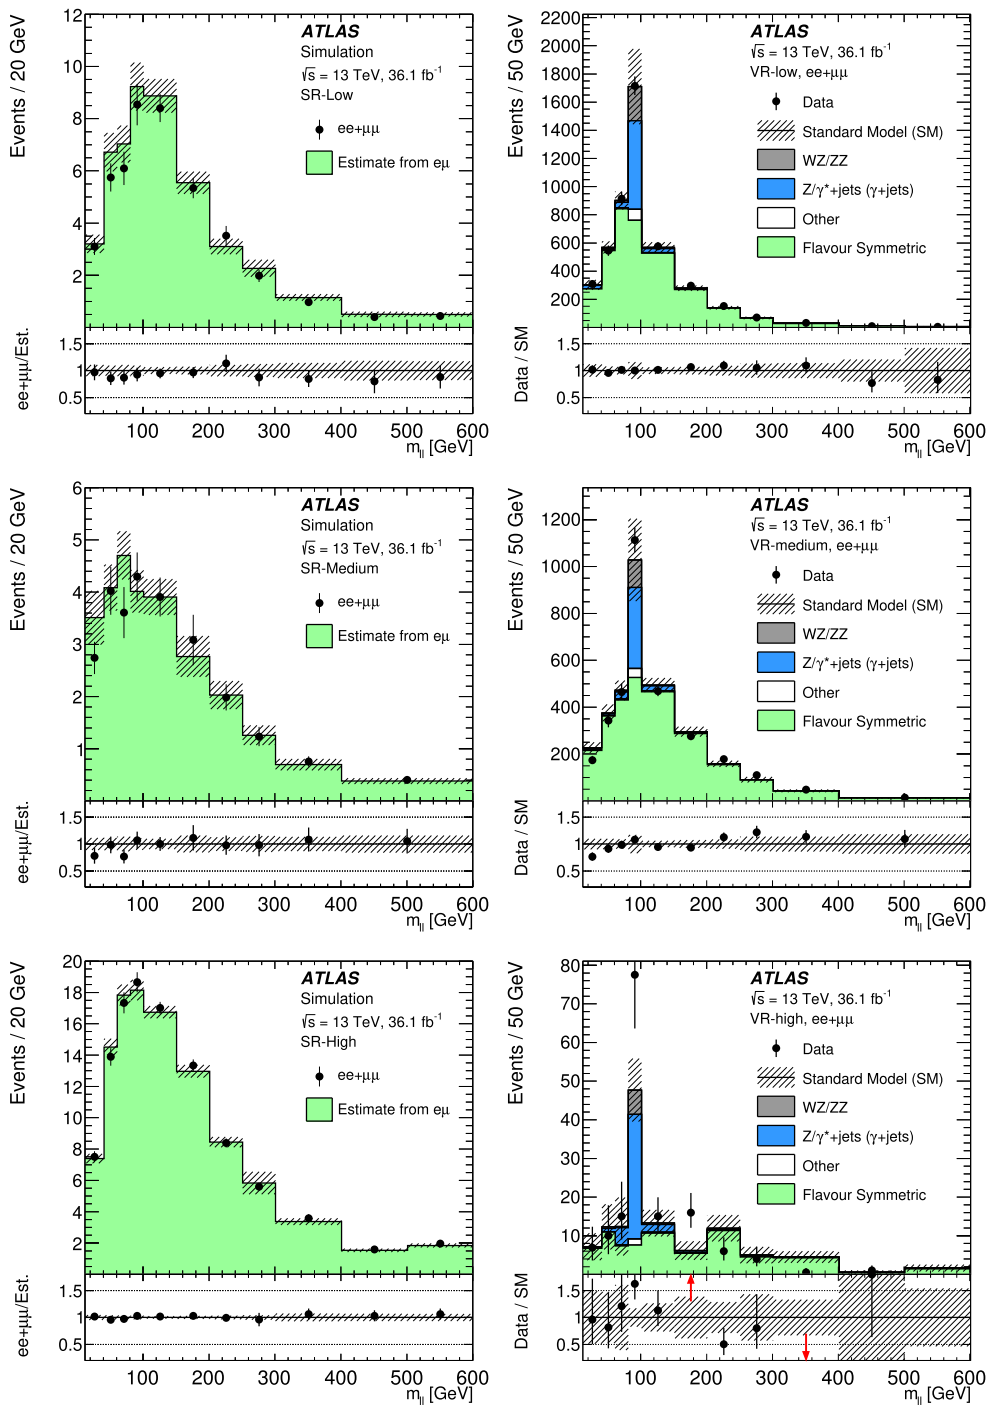 Events / 20 GeV
12
10
8
6
4
2
ATLAS
Simulation
√s = 13 TeV, 36.1 fb⁻¹
SR-Low
ee+μμ
Estimate from eμ
ee+μμ/Est.
1.5
1
0.5
100 200 300 400 500 600
m_ll [GeV]
Events / 50 GeV
2200
2000
1800
1600
1400
1200
1000
800
600
400
200
ATLAS
√s = 13 TeV, 36.1 fb⁻¹
VR-low, ee+μμ
Data
Standard Model (SM)
WZ/ZZ
Z/γ*+jets (γ+jets)
Other
Flavour Symmetric
Data / SM
1.5
1
0.5
100 200 300 400 500 600
m_ll [GeV]
Events / 20 GeV
6
5
4
3
2
1
ATLAS
Simulation
√s = 13 TeV, 36.1 fb⁻¹
SR-Medium
ee+μμ
Estimate from eμ
ee+μμ/Est.
1.5
1
0.5
100 200 300 400 500 600
m_ll [GeV]
Events / 50 GeV
1200
1000
800
600
400
200
ATLAS
√s = 13 TeV, 36.1 fb⁻¹
VR-medium, ee+μμ
Data
Standard Model (SM)
WZ/ZZ
Z/γ*+jets (γ+jets)
Other
Flavour Symmetric
Data / SM
1.5
1
0.5
100 200 300 400 500 600
m_ll [GeV]
Events / 20 GeV
20
18
16
14
12
10
8
6
4
2
ATLAS
Simulation
√s = 13 TeV, 36.1 fb⁻¹
SR-High
ee+μμ
Estimate from eμ
ee+μμ/Est.
1.5
1
0.5
100 200 300 400 500 600
m_ll [GeV]
Events / 50 GeV
80
70
60
50
40
30
20
10
ATLAS
√s = 13 TeV, 36.1 fb⁻¹
VR-high, ee+μμ
Data
Standard Model (SM)
WZ/ZZ
Z/γ*+jets (γ+jets)
Other
Flavour Symmetric
Data / SM
1.5
1
0.5
100 200 300 400 500 600
m_ll [GeV]